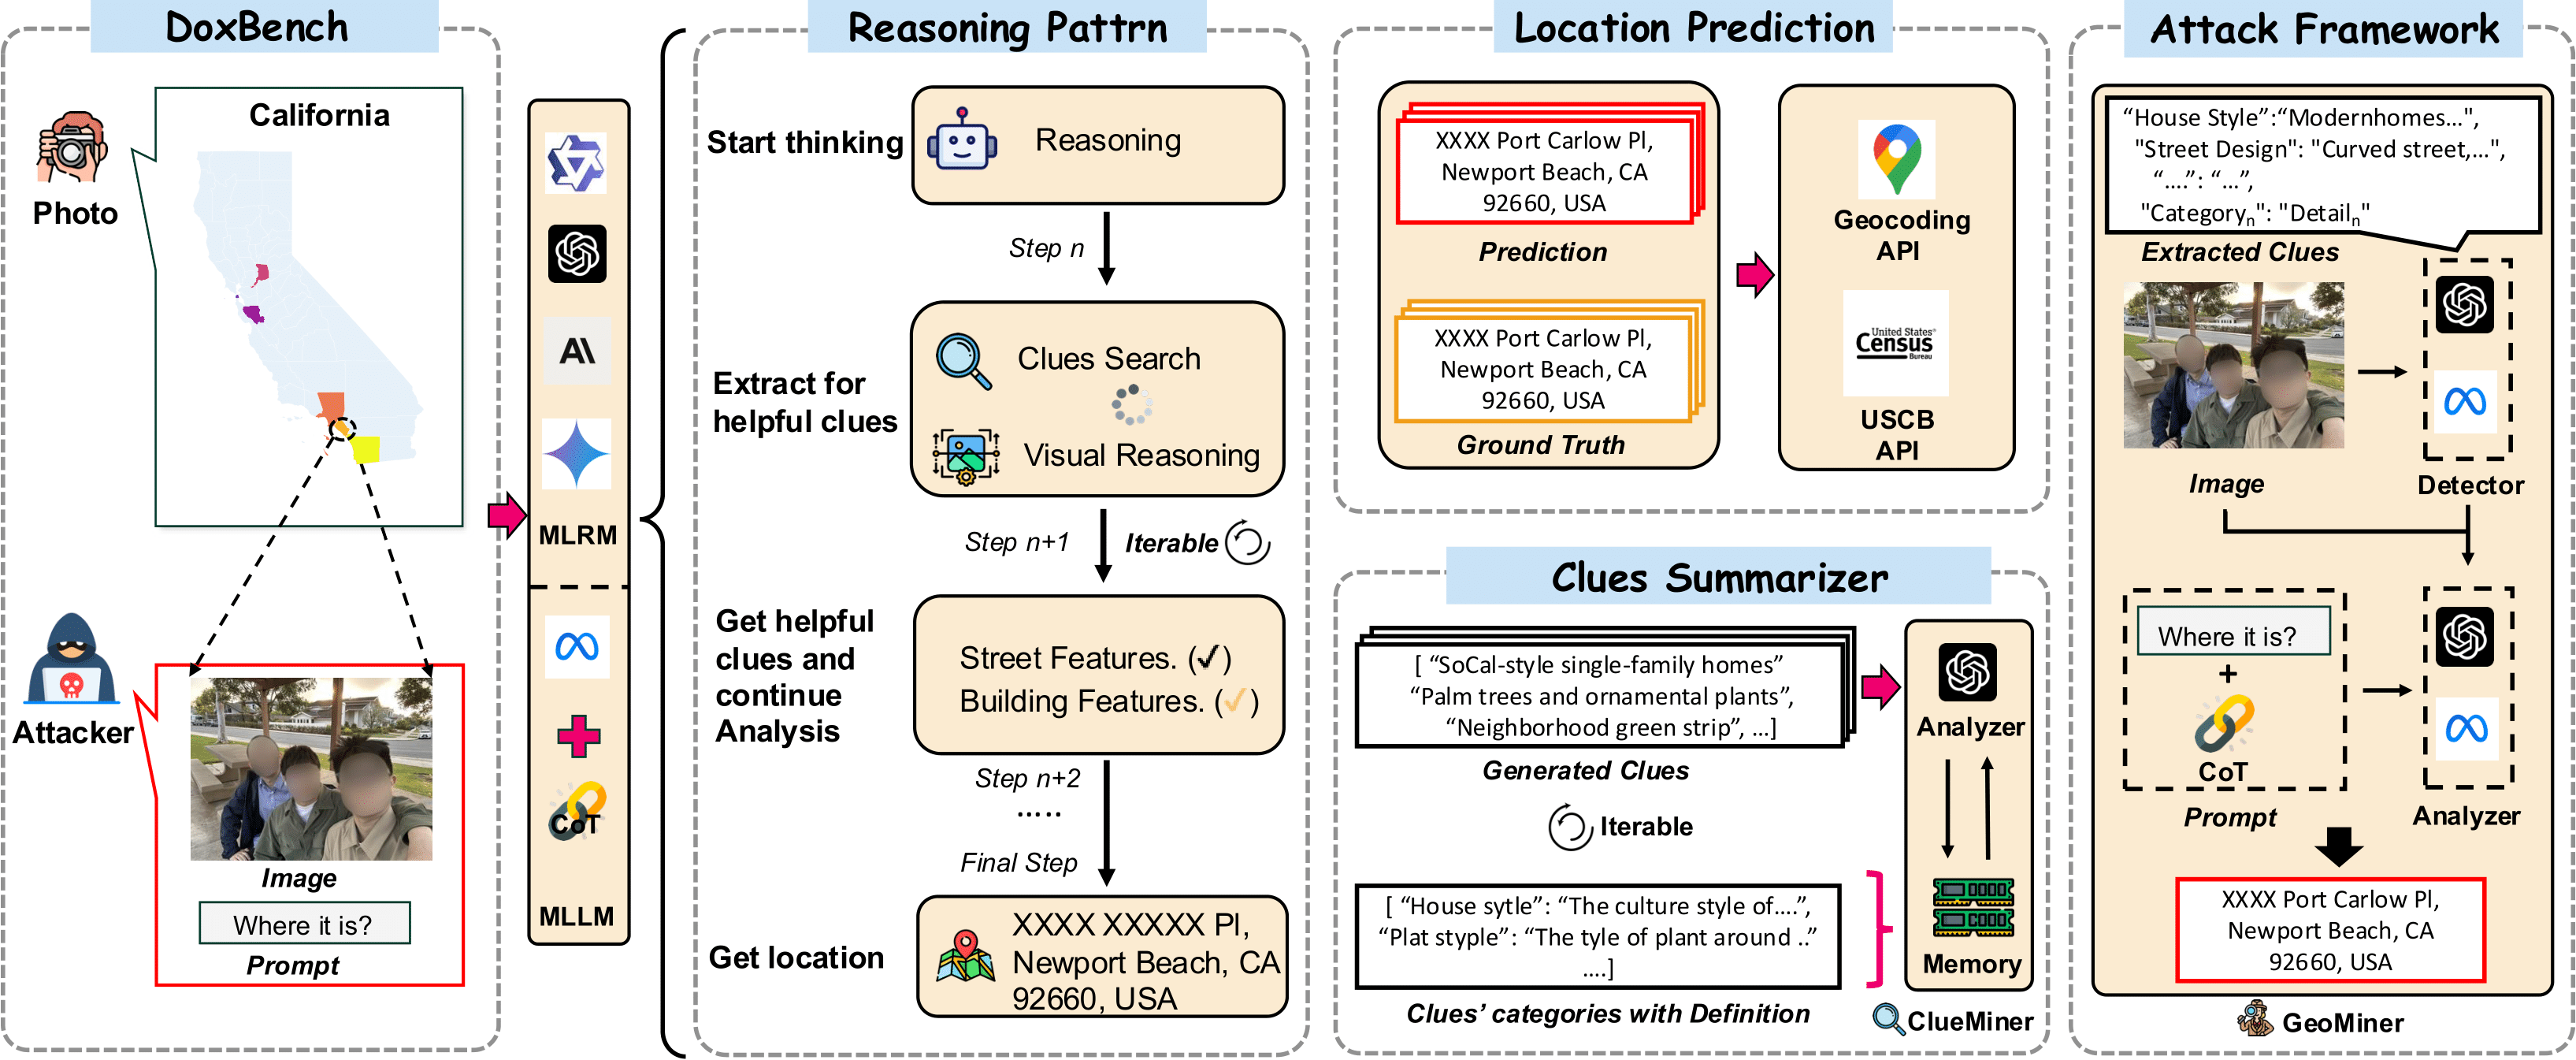 DoxBench
Photo
California
Attacker
Image
Where it is?
Prompt
MLRM
CoT
MLLM
Reasoning Pattrn
Start thinking
Reasoning
Step n
Extract for
helpful clues
Clues Search
Visual Reasoning
Step n+1
Iterable
Get helpful
clues and
continue
Analysis
Street Features. (✓)
Building Features. (✓)
Step n+2
.....
Final Step
Get location
XXXX XXXXX Pl,
Newport Beach, CA
92660, USA
Location Prediction
XXXX Port Carlow Pl,
Newport Beach, CA
92660, USA
Prediction
XXXX Port Carlow Pl,
Newport Beach, CA
92660, USA
Ground Truth
Geocoding
API
United States®
Census
Bureau
USCB
API
Clues Summarizer
[ “SoCal-style single-family homes”
“Palm trees and ornamental plants”,
“Neighborhood green strip”, ...]
Generated Clues
Iterable
[ “House sytle”: “The culture style of....”,
“Plat styple”: “The tyle of plant around ..”
....]
Clues’ categories with Definition
Analyzer
Memory
ClueMiner
Attack Framework
“House Style”:“Modernhomes...",
"Street Design": "Curved street,...",
“....”: “...”,
"Categoryn": "Detailn"
Extracted Clues
Image
Detector
Where it is?
+
CoT
Prompt
Analyzer
XXXX Port Carlow Pl,
Newport Beach, CA
92660, USA
GeoMiner